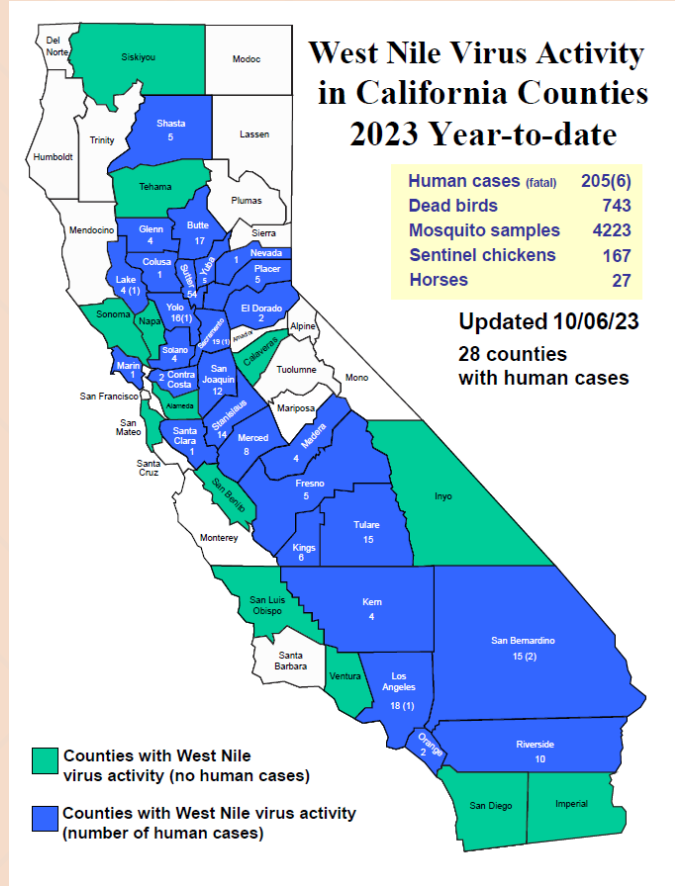 West Nile Virus Activity
in California Counties
2023 Year-to-date
Human cases (fatal) 205(6)
Dead birds 743
Mosquito samples 4223
Sentinel chickens 167
Horses 27
Updated 10/06/23
28 counties
with human cases
Del
Norte
Siskiyou
Modoc
Shasta
5
Trinity
Lassen
Humboldt
Tehama
Plumas
Mendocino
Glenn
4
Butte
17
Sierra
Nevada
1
Placer
5
Colusa
1
Sutter
54
Yuba
5
Lake
4 (1)
Yolo
16(1)
El Dorado
2
Sonoma
Napa
Sacramento
19 (1)
Amador
Alpine
Solano
4
Calaveras
Marin
1
2 Contra
Costa
San
Joaquin
12
Tuolumne
Mono
San Francisco
Alameda
Stanislaus
14
Mariposa
San
Mateo
Santa
Clara
1
Merced
8
Madera
4
Santa
Cruz
San Benito
Fresno
5
Inyo
Monterey
Kings
6
Tulare
15
San Luis
Obispo
Kern
4
San Bernardino
15 (2)
Santa
Barbara
Ventura
Los
Angeles
18 (1)
Orange
2
Riverside
10
San Diego
Imperial
Counties with West Nile
virus activity (no human cases)
Counties with West Nile virus activity
(number of human cases)